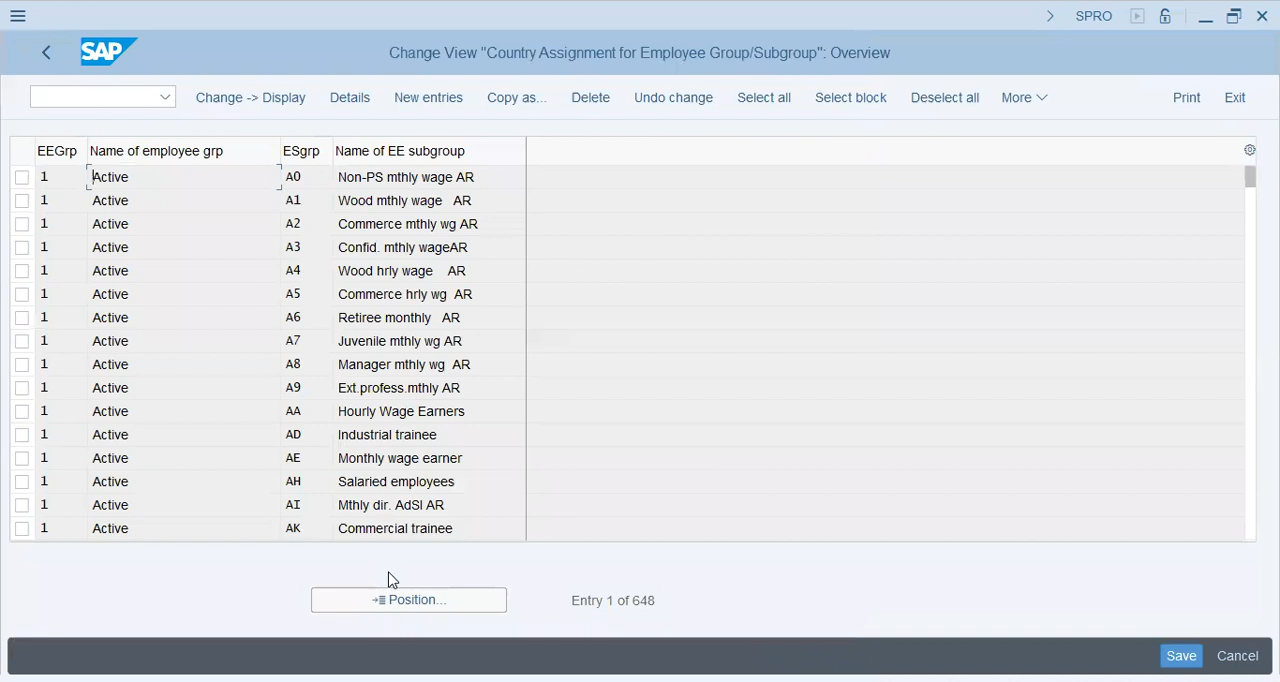 SPRO
SAP Change View "Country Assignment for Employee Group/Subgroup": Overview
Change -> Display Details New entries Copy as... Delete Undo change Select all Select block Deselect all More Print Exit
EEGrp Name of employee grp ESgrp Name of EE subgroup
1 Active A0 Non-PS mthly wage AR
1 Active A1 Wood mthly wage AR
1 Active A2 Commerce mthly wg AR
1 Active A3 Confid. mthly wageAR
1 Active A4 Wood hrly wage AR
1 Active A5 Commerce hrly wg AR
1 Active A6 Retiree monthly AR
1 Active A7 Juvenile mthly wg AR
1 Active A8 Manager mthly wg AR
1 Active A9 Ext.profess.mthly AR
1 Active AA Hourly Wage Earners
1 Active AD Industrial trainee
1 Active AE Monthly wage earner
1 Active AH Salaried employees
1 Active AI Mthly dir. AdSl AR
1 Active AK Commercial trainee
Position... Entry 1 of 648
Save Cancel